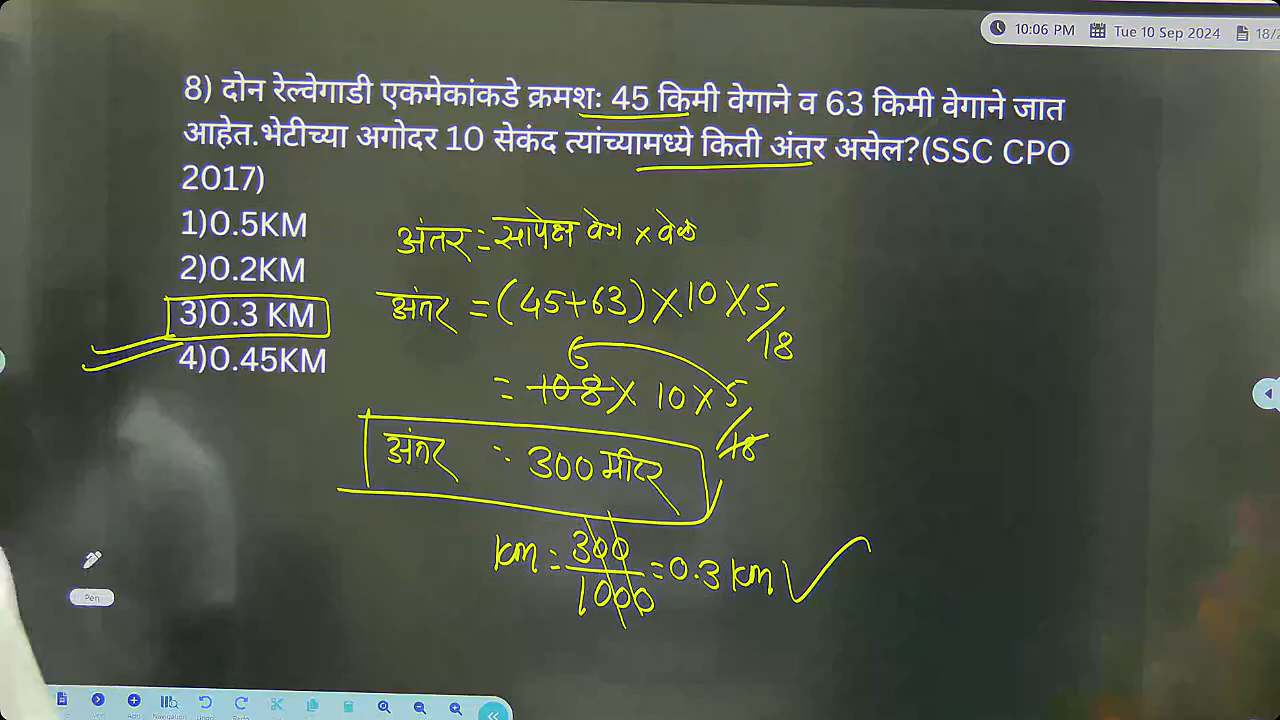 10:06 PM Tue 10 Sep 2024 18/2
8) दोन रेल्वेगाडी एकमेकांकडे क्रमशः 45 किमी वेगाने व 63 किमी वेगाने जात
आहेत.भेटीच्या अगोदर 10 सेकंद त्यांच्यामध्ये किती अंतर असेल?(SSC CPO
2017)
1)0.5KM
2)0.2KM
3)0.3 KM
4)0.45KM
अंतर = सापेक्ष वेग × वेळ
अंतर = (45+63) × 10 × 5/18
6
= 108 × 10 × 5/18
अंतर = 300 मीटर
km = 300/1000 = 0.3 km
Pen